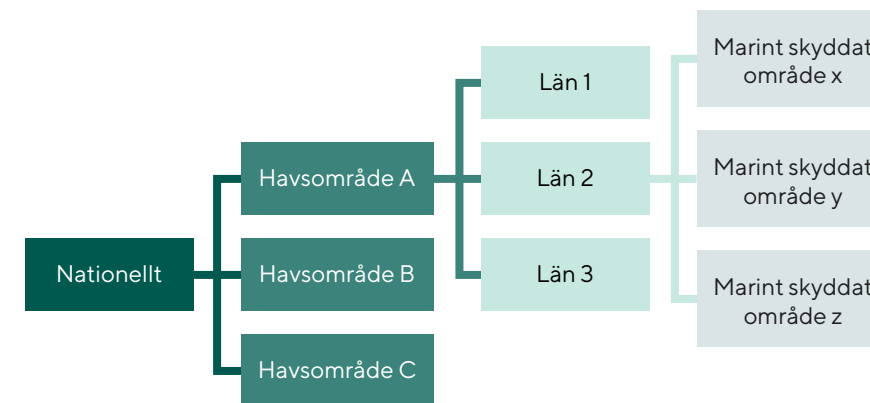 Nationellt
Havsområde A
Havsområde B
Havsområde C
Län 1
Län 2
Län 3
Marint skyddat
område x
Marint skyddat
område y
Marint skyddat
område z